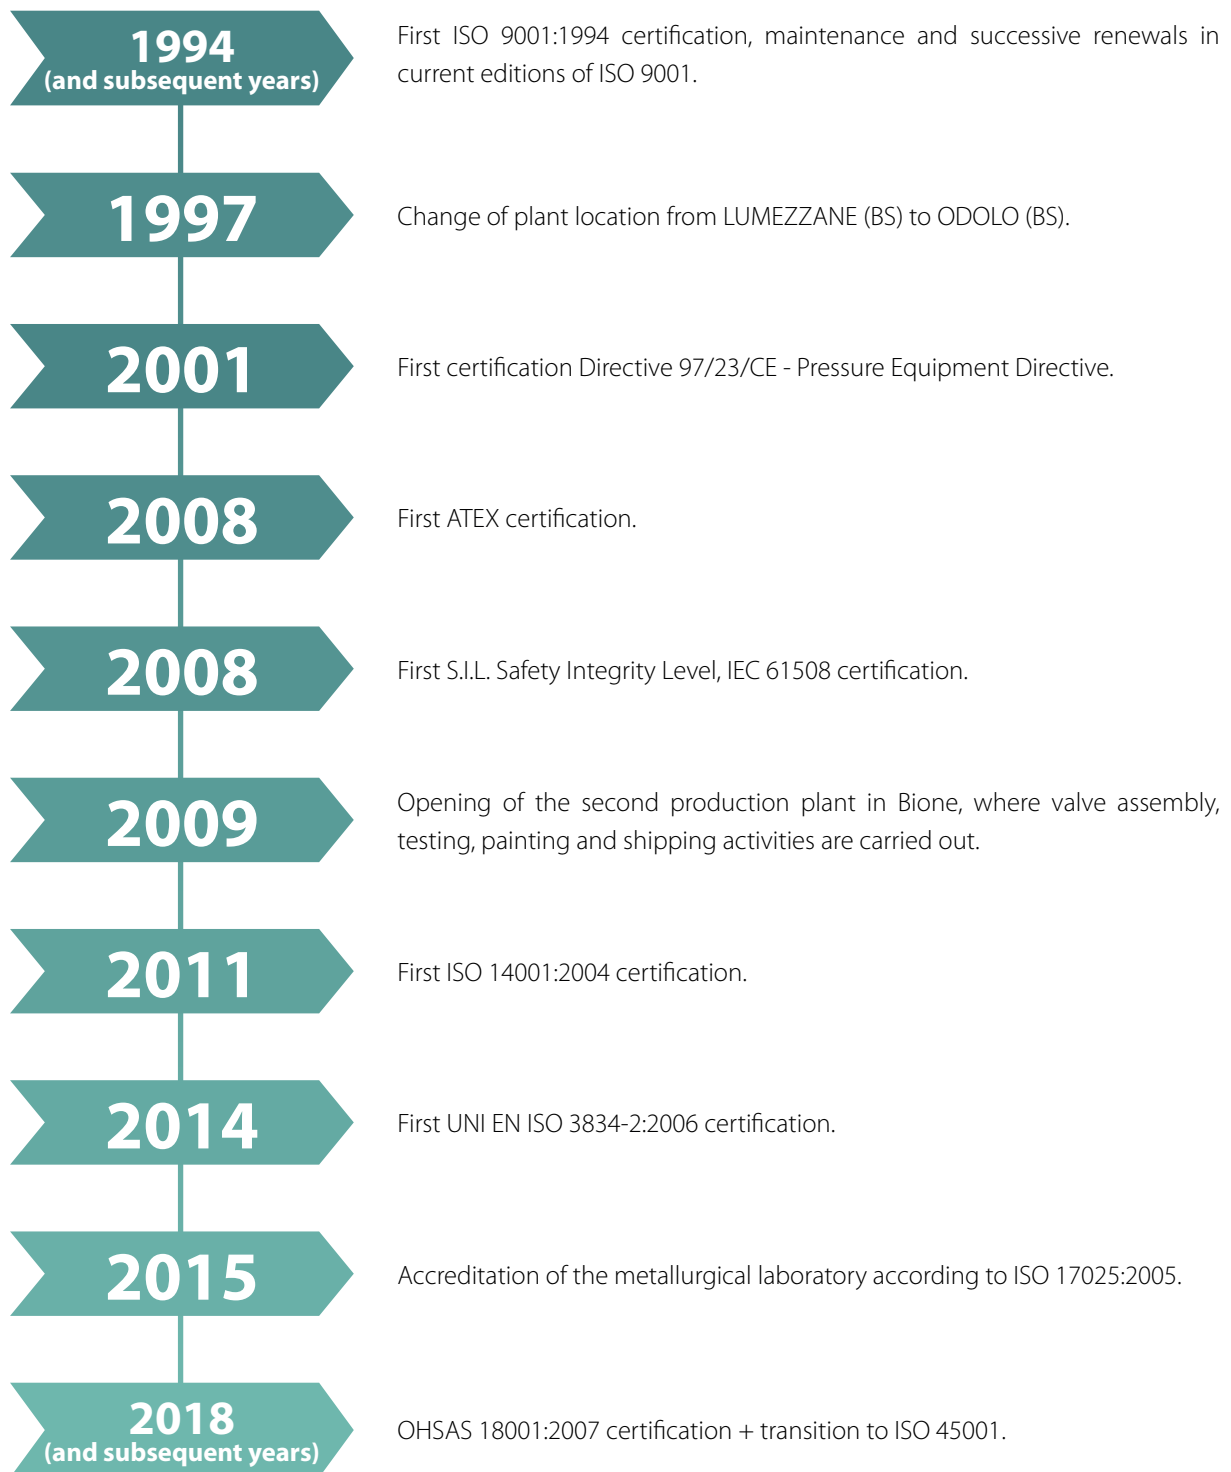 1994
(and subsequent years)
First ISO 9001:1994 certification, maintenance and successive renewals in
current editions of ISO 9001.
1997
Change of plant location from LUMEZZANE (BS) to ODOLO (BS).
2001
First certification Directive 97/23/CE - Pressure Equipment Directive.
2008
First ATEX certification.
2008
First S.I.L. Safety Integrity Level, IEC 61508 certification.
2009
Opening of the second production plant in Bione, where valve assembly,
testing, painting and shipping activities are carried out.
2011
First ISO 14001:2004 certification.
2014
First UNI EN ISO 3834-2:2006 certification.
2015
Accreditation of the metallurgical laboratory according to ISO 17025:2005.
2018
(and subsequent years)
OHSAS 18001:2007 certification + transition to ISO 45001.